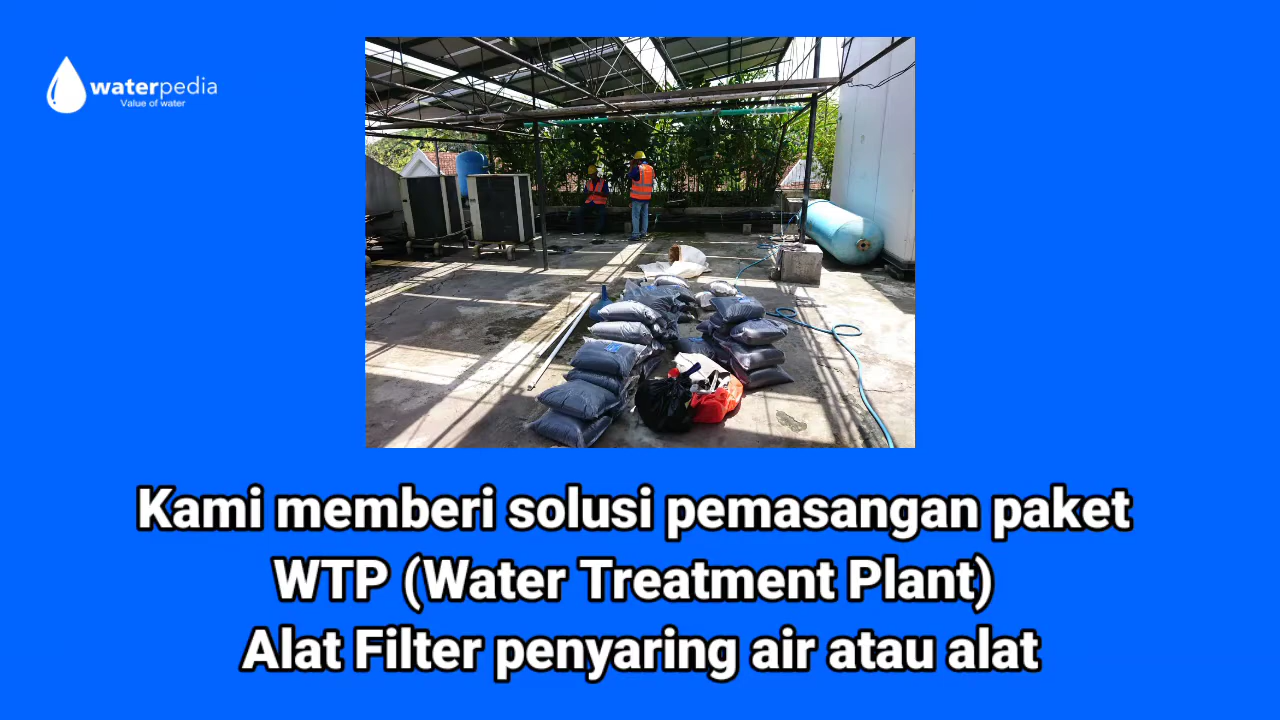 waterpedia
Value of water
Kami memberi solusi pemasangan paket
WTP (Water Treatment Plant)
Alat Filter penyaring air atau alat